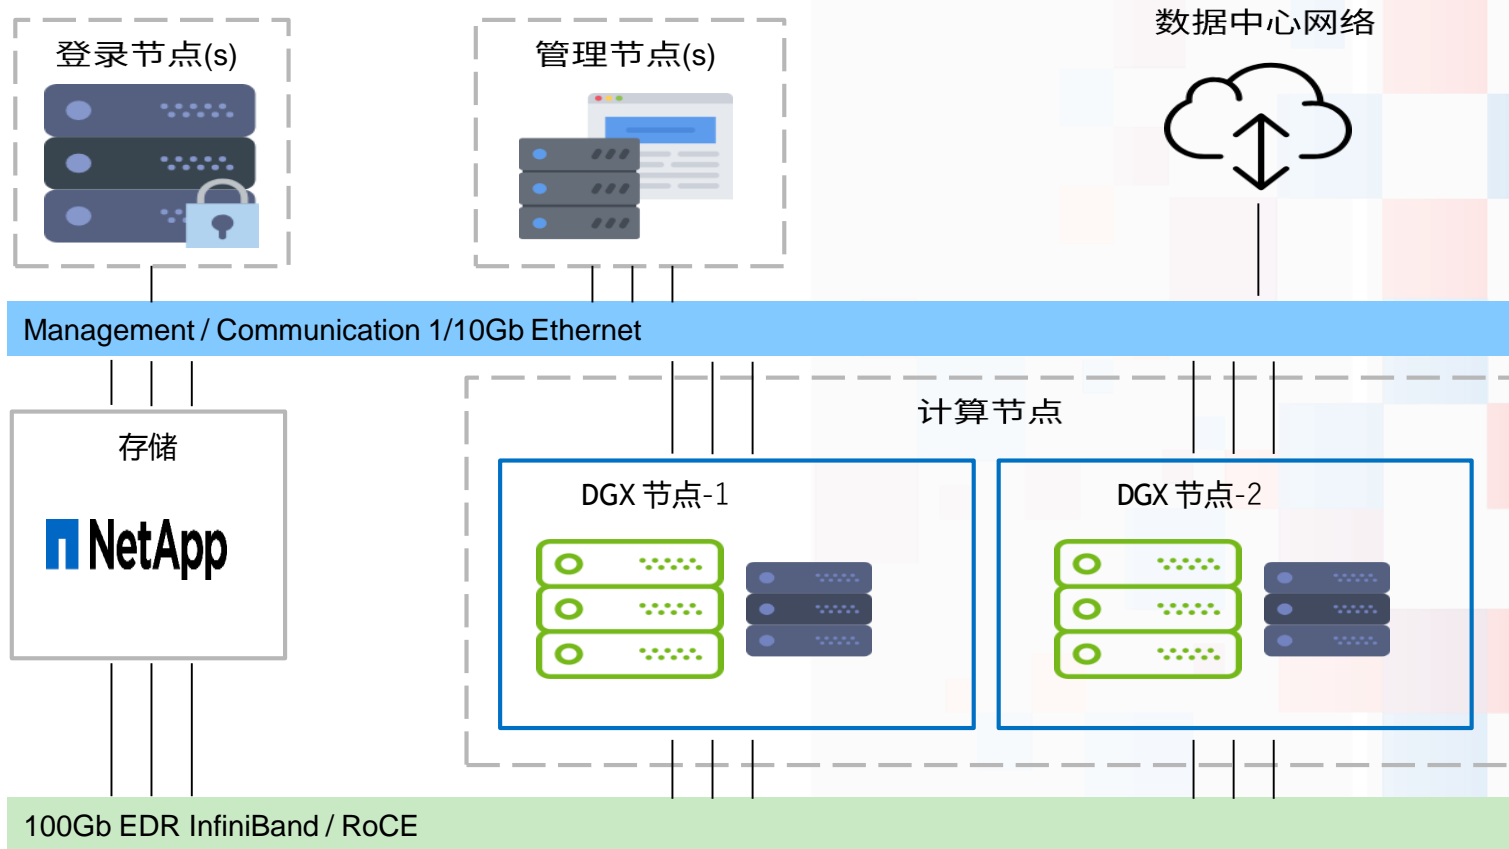 登录节点(s)
管理节点(s)
数据中心网络
Management / Communication 1/10Gb Ethernet
存储
NetApp
计算节点
DGX 节点-1
DGX 节点-2
100Gb EDR InfiniBand / RoCE